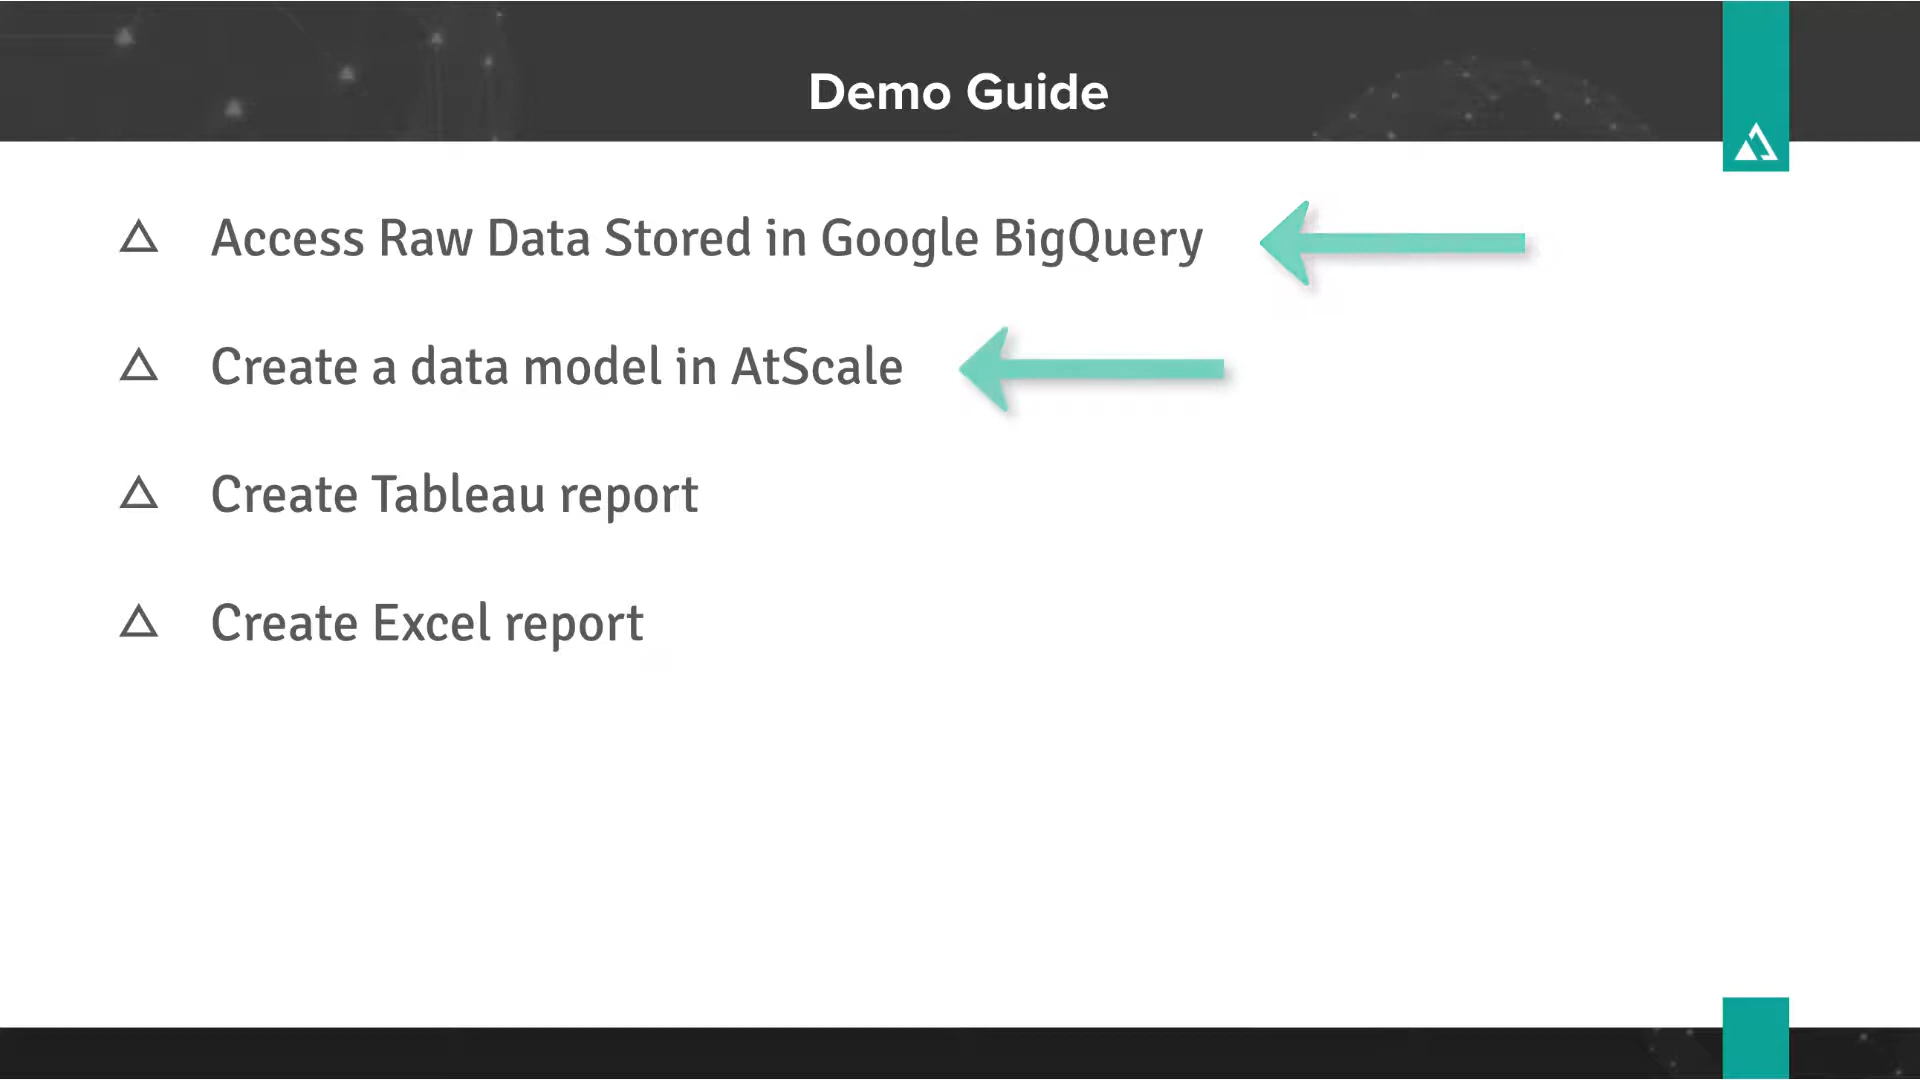 Demo Guide
Access Raw Data Stored in Google BigQuery
Create a data model in AtScale
Create Tableau report
Create Excel report